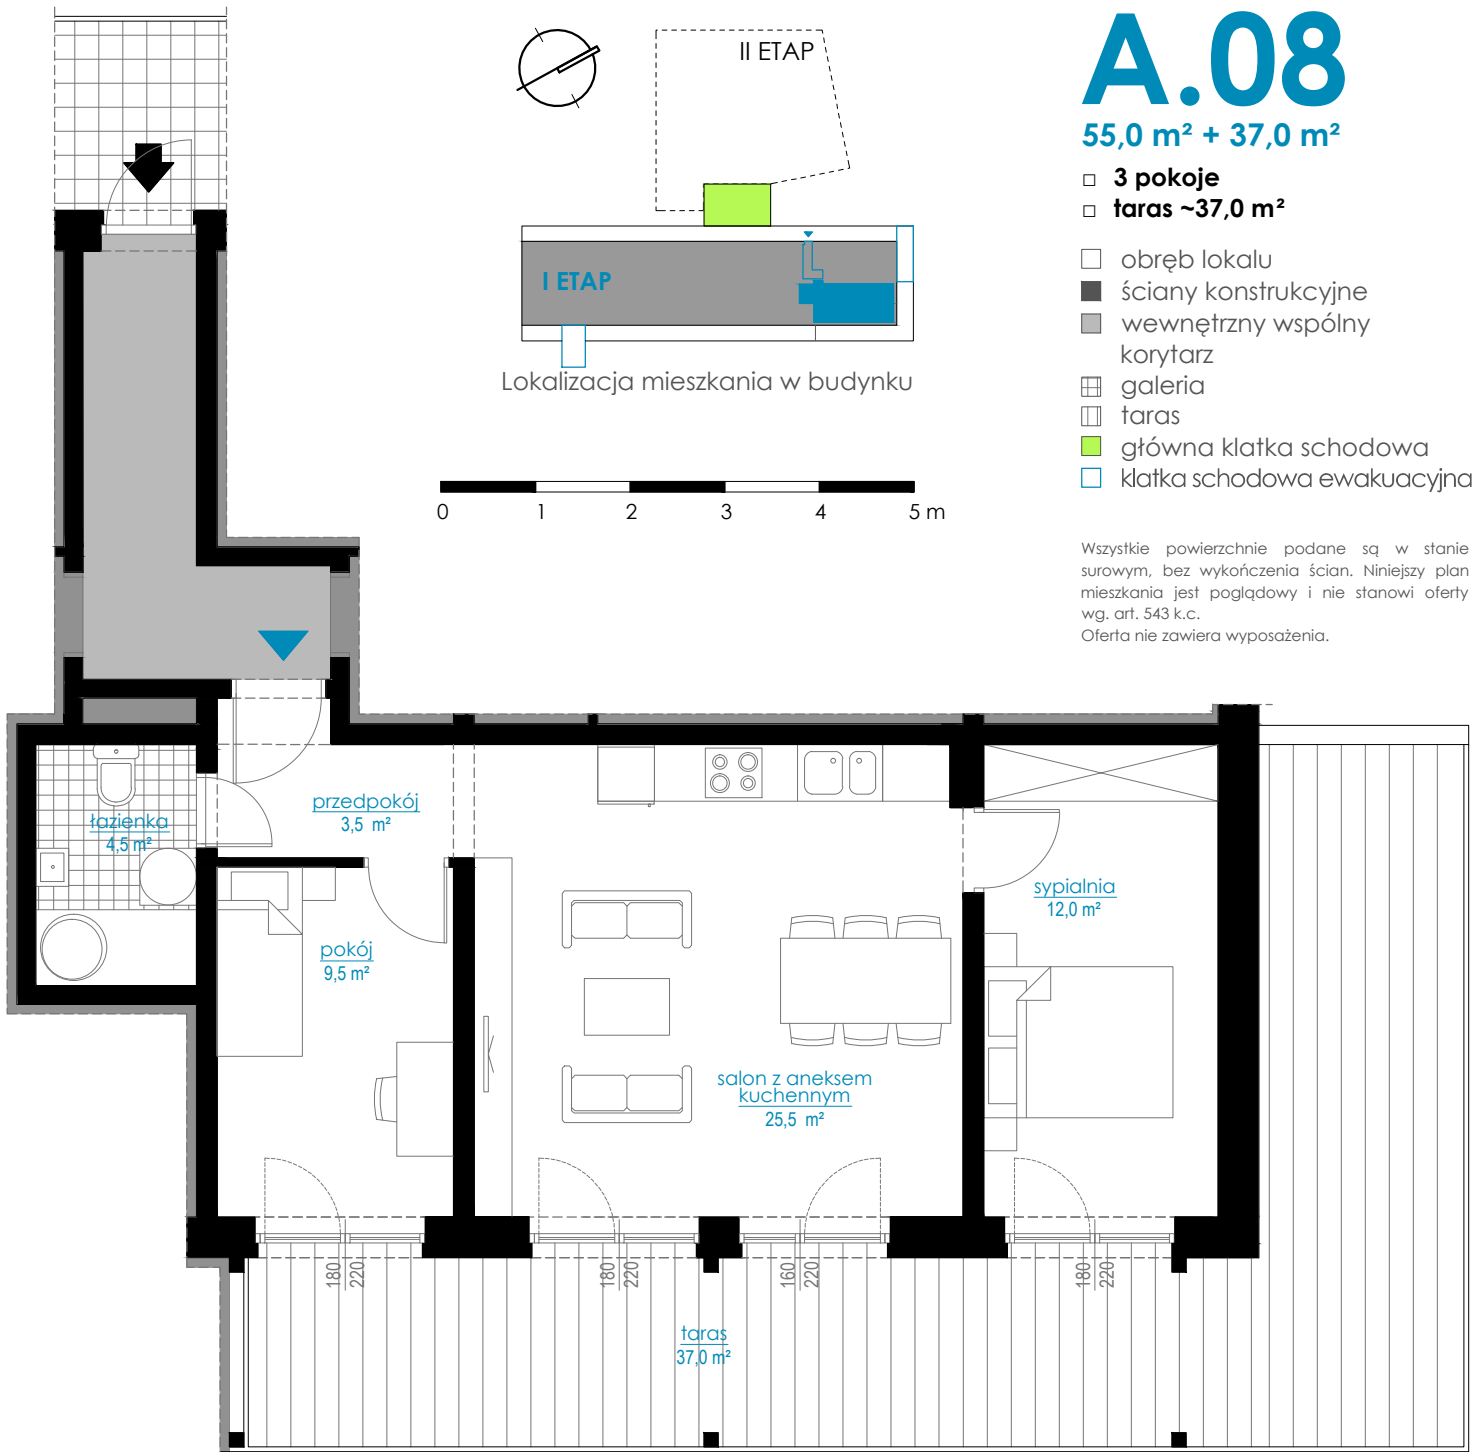 A.08
55,0 m² + 37,0 m²
3 pokoje
taras ~37,0 m²
obręb lokalu
ściany konstrukcyjne
wewnętrzny wspólny
korytarz
galeria
taras
główna klatka schodowa
klatka schodowa ewakuacyjna
Wszystkie powierzchnie podane są w stanie
surowym, bez wykończenia ścian. Niniejszy plan
mieszkania jest poglądowy i nie stanowi oferty
wg. art. 543 k.c.
Oferta nie zawiera wyposażenia.
II ETAP
I ETAP
Lokalizacja mieszkania w budynku
0 1 2 3 4 5 m
przedpokój
3,5 m²
łazienka
4,5 m²
pokój
9,5 m²
sypialnia
12,0 m²
salon z aneksem
kuchennym
25,5 m²
180
220
180
220
160
220
180
220
taras
37,0 m²